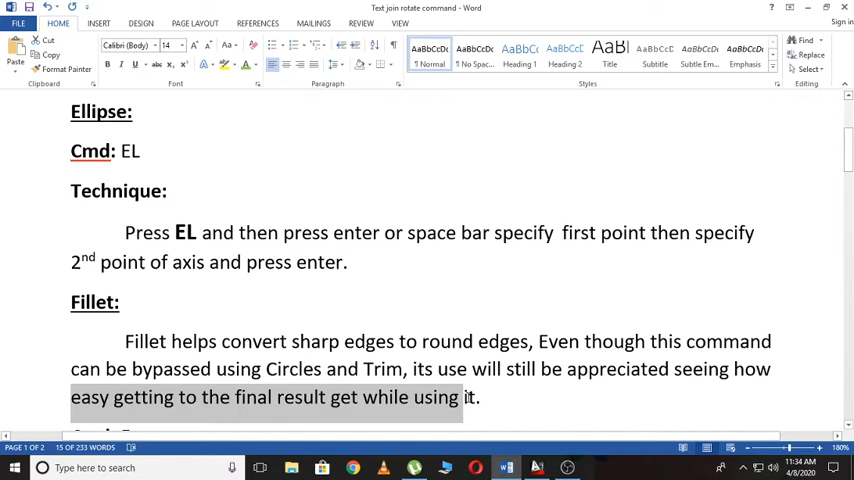 Text join rotate command - Word
Sign in
FILE HOME INSERT DESIGN PAGE LAYOUT REFERENCES MAILINGS REVIEW VIEW
Paste
Cut
Copy
Format Painter
Clipboard
Calibri (Body) 14
Font
Paragraph
AaBbCcDc AaBbCcDc AaBbCc AaBbCc AaBl AaBbCcDc AaBbCcDc AaBbCcDc
¶ Normal ¶ No Spac... Heading 1 Heading 2 Title Subtitle Subtle Em... Emphasis
Styles
Find
Replace
Select
Editing
Ellipse:
Cmd: EL
Technique:
Press EL and then press enter or space bar specify first point then specify
2nd point of axis and press enter.
Fillet:
Fillet helps convert sharp edges to round edges, Even though this command
can be bypassed using Circles and Trim, its use will still be appreciated seeing how
easy getting to the final result get while using it.
PAGE 1 OF 2 15 OF 233 WORDS
180%
Type here to search
11:34 AM
4/8/2020